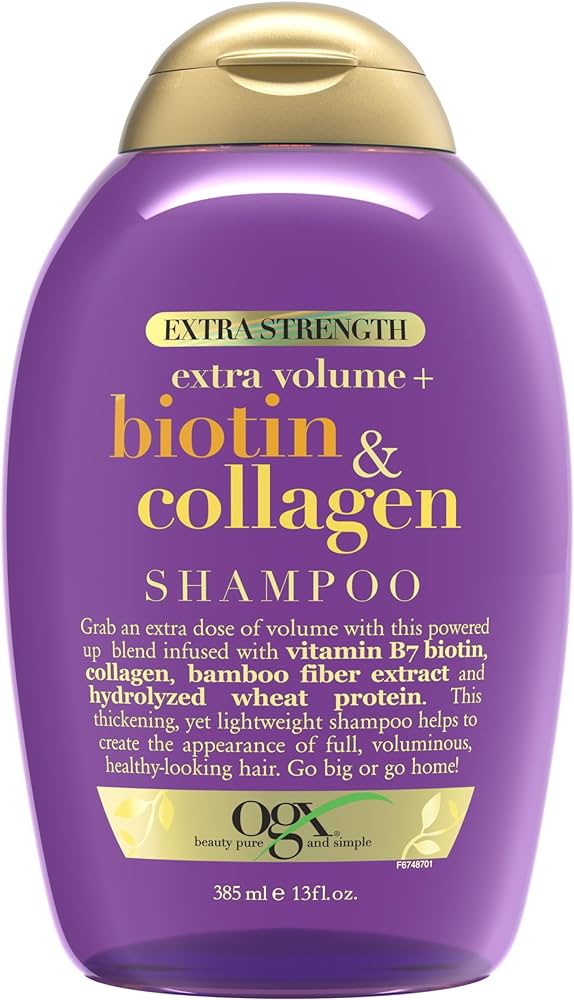 EXTRA STRENGTH
extra volume +
biotin &
collagen
SHAMPOO
Grab an extra dose of volume with this powered
up blend infused with vitamin B7 biotin,
collagen, bamboo fiber extract and
hydrolyzed wheat protein. This
thickening, yet lightweight shampoo helps to
create the appearance of full, voluminous,
healthy-looking hair. Go big or go home!
ogx®
beauty pure and simple
F6748701
385 ml e 13fl.oz.